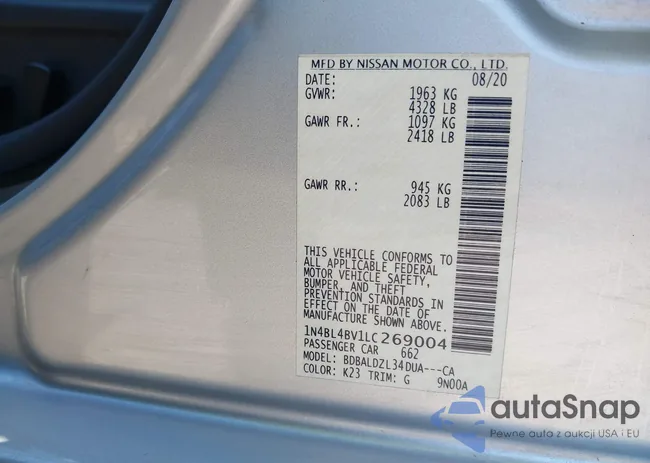 MFD BY NISSAN MOTOR CO., LTD.
DATE: 08/20
GVWR: 1963 KG
4328 LB
GAWR FR.: 1097 KG
2418 LB
GAWR RR.: 945 KG
2083 LB
THIS VEHICLE CONFORMS TO
ALL APPLICABLE FEDERAL
MOTOR VEHICLE SAFETY,
BUMPER, AND THEFT
PREVENTION STANDARDS IN
EFFECT ON THE DATE OF
MANUFACTURE SHOWN ABOVE.
1N4BL4BV1LC269004
PASSENGER CAR 662
MODEL: BDBALDZL34DUA---CA
COLOR: K23 TRIM: G 9N00A
autaSnap
Pewne auta z aukcji USA i EU